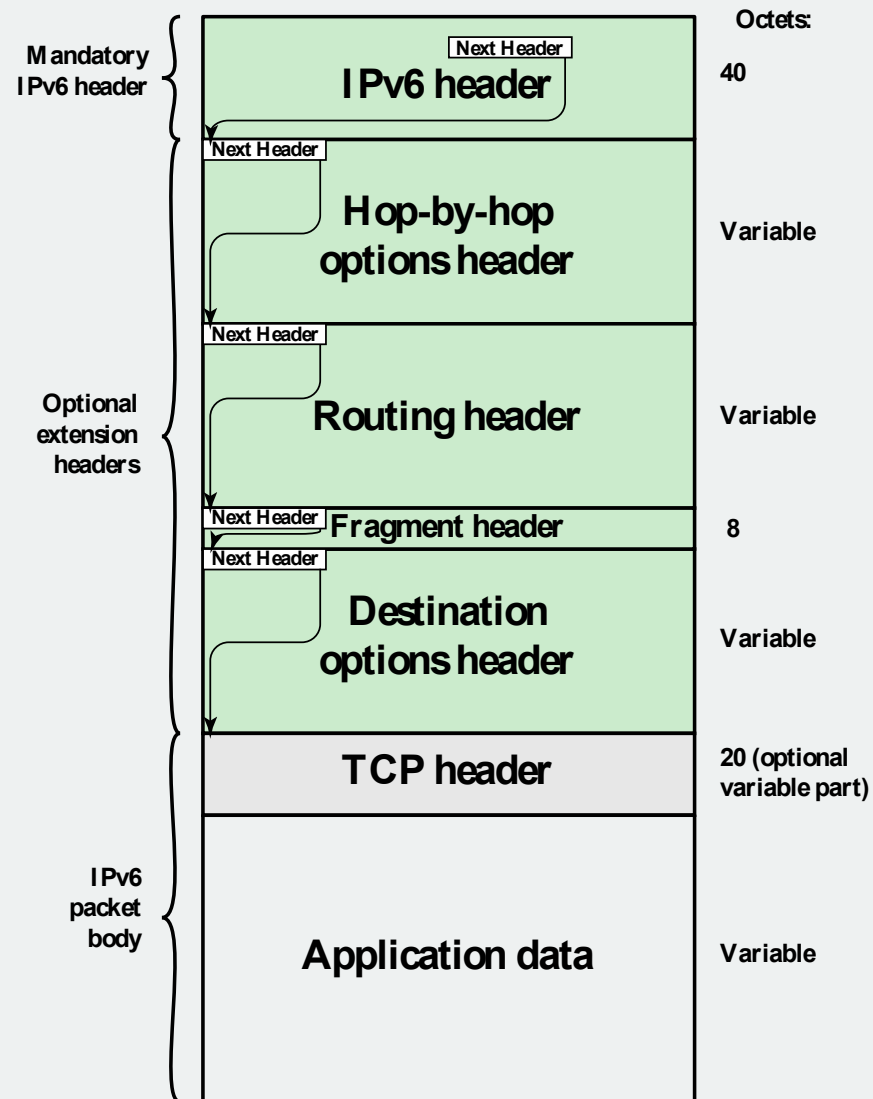 Octets:
Mandatory
IPv6 header
Next Header
IPv6 header
40
Next Header
Hop-by-hop
options header
Variable
Next Header
Optional
extension
headers
Routing header
Variable
Next Header
Fragment header
8
Next Header
Destination
options header
Variable
TCP header
20 (optional
variable part)
IPv6
packet
body
Application data
Variable